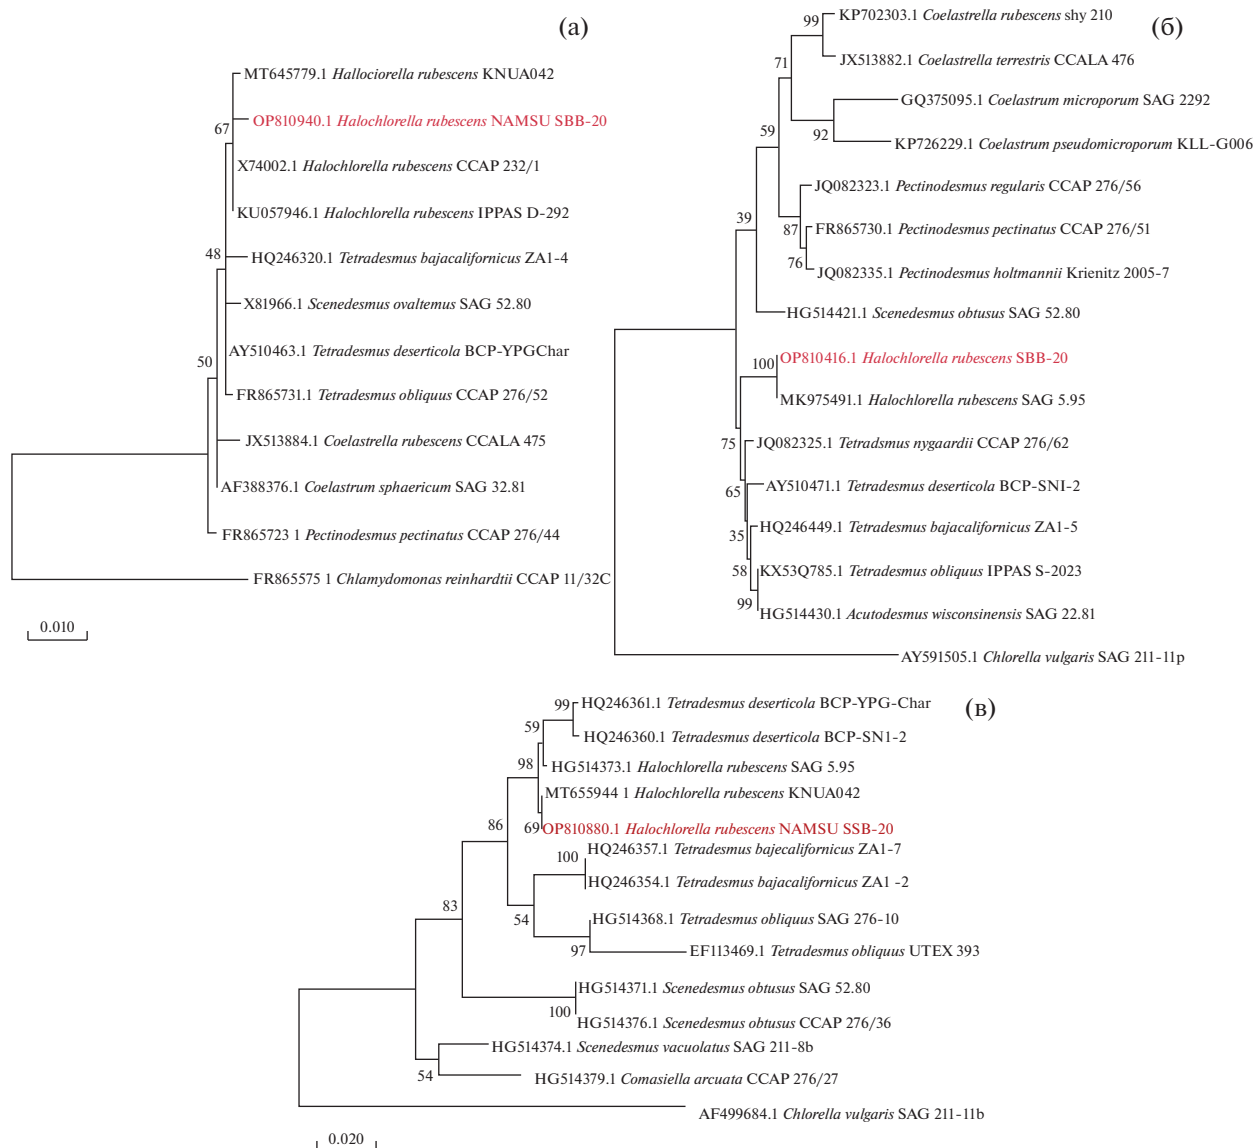 (а)
MT645779.1 Hallociorella rubescens KNUA042
OP810940.1 Halochlorella rubescens NAMSU SBB-20
67
X74002.1 Halochlorella rubescens CCAP 232/1
KU057946.1 Halochlorella rubescens IPPAS D-292
48
HQ246320.1 Tetradesmus bajacalifornicus ZA1-4
X81966.1 Scenedesmus ovaltemus SAG 52.80
AY510463.1 Tetradesmus deserticola BCP-YPGChar
50
FR865731.1 Tetradesmus obliquus CCAP 276/52
JX513884.1 Coelastrella rubescens CCALA 475
AF388376.1 Coelastrum sphaericum SAG 32.81
FR865723 1 Pectinodesmus pectinatus CCAP 276/44
FR865575 1 Chlamydomonas reinhardtii CCAP 11/32C
0.010
(б)
KP702303.1 Coelastrella rubescens shy 210
99
JX513882.1 Coelastrella terrestris CCALA 476
71
GQ375095.1 Coelastrum microporum SAG 2292
92
KP726229.1 Coelastrum pseudomicroporum KLL-G006
59
JQ082323.1 Pectinodesmus regularis CCAP 276/56
87
FR865730.1 Pectinodesmus pectinatus CCAP 276/51
76
JQ082335.1 Pectinodesmus holtmannii Krienitz 2005-7
39
HG514421.1 Scenedesmus obtusus SAG 52.80
OP810416.1 Halochlorella rubescens SBB-20
100
MK975491.1 Halochlorella rubescens SAG 5.95
75
JQ082325.1 Tetradsmus nygaardii CCAP 276/62
65
AY510471.1 Tetradesmus deserticola BCP-SNI-2
HQ246449.1 Tetradesmus bajacalifornicus ZA1-5
35
KX53Q785.1 Tetradesmus obliquus IPPAS S-2023
58
99
HG514430.1 Acutodesmus wisconsinensis SAG 22.81
AY591505.1 Chlorella vulgaris SAG 211-11p
(в)
99
HQ246361.1 Tetradesmus deserticola BCP-YPG-Char
59
HQ246360.1 Tetradesmus deserticola BCP-SN1-2
98
HG514373.1 Halochlorella rubescens SAG 5.95
MT655944 1 Halochlorella rubescens KNUA042
86
69
OP810880.1 Halochlorella rubescens NAMSU SSB-20
HQ246357.1 Tetradesmus bajecalifornicus ZA1-7
100
HQ246354.1 Tetradesmus bajacalifornicus ZA1 -2
83
54
HG514368.1 Tetradesmus obliquus SAG 276-10
97
EF113469.1 Tetradesmus obliquus UTEX 393
HG514371.1 Scenedesmus obtusus SAG 52.80
100
HG514376.1 Scenedesmus obtusus CCAP 276/36
HG514374.1 Scenedesmus vacuolatus SAG 211-8b
54
HG514379.1 Comasiella arcuata CCAP 276/27
AF499684.1 Chlorella vulgaris SAG 211-11b
0.020